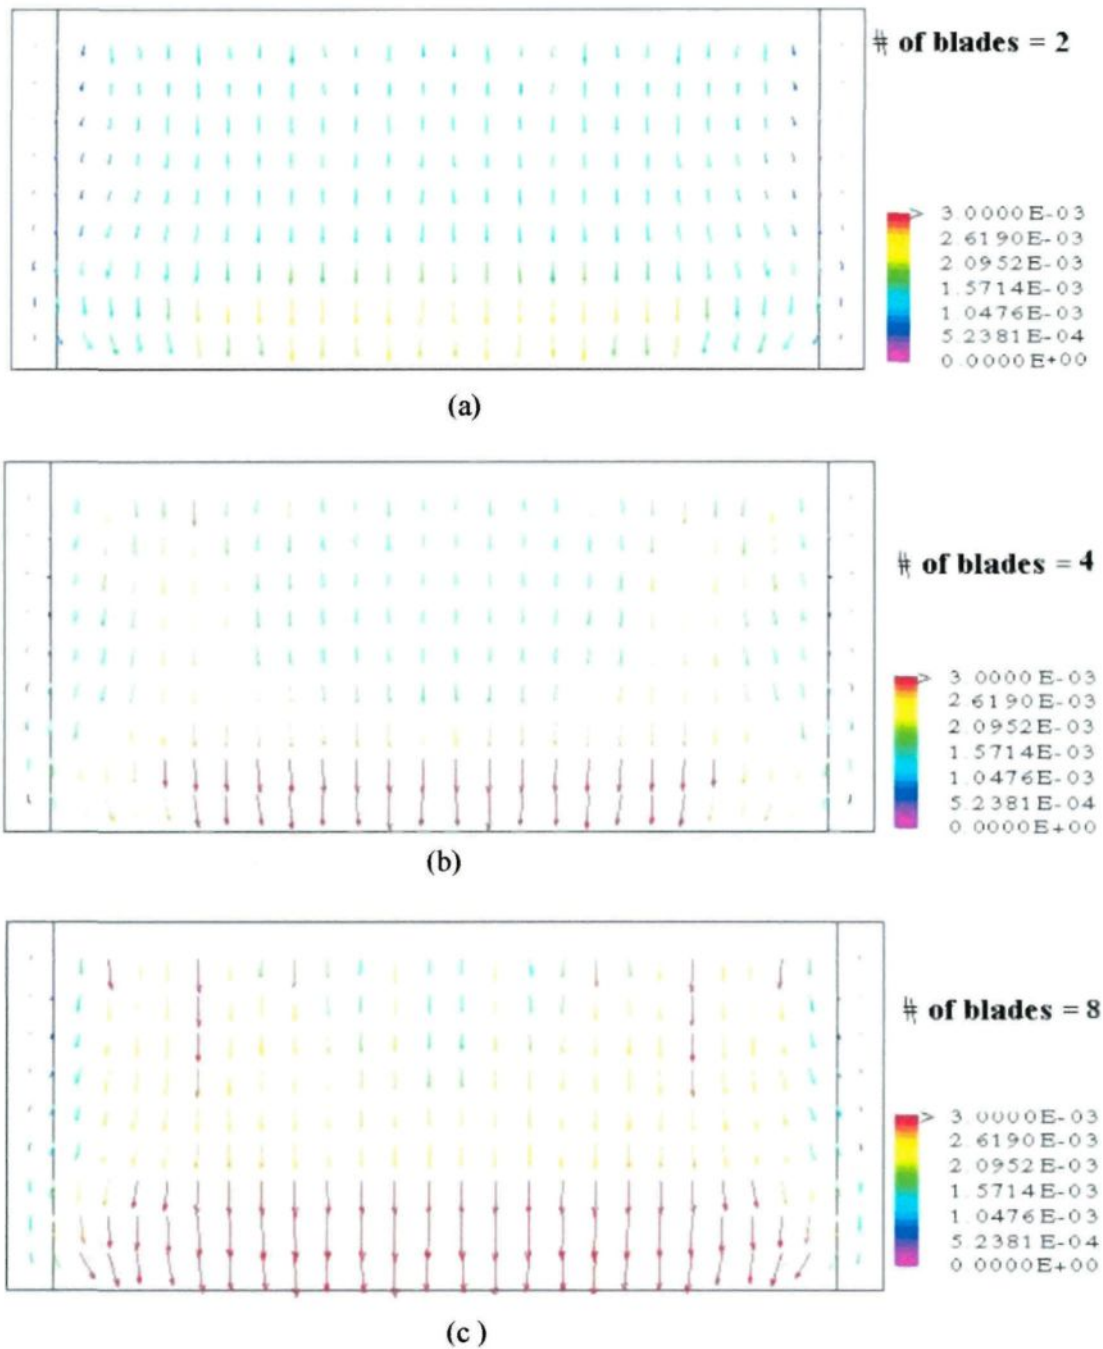 # of blades = 2
> 3.0000E-03
2.6190E-03
2.0952E-03
1.5714E-03
1.0476E-03
5.2381E-04
0.0000E+00
(a)
# of blades = 4
> 3.0000E-03
2.6190E-03
2.0952E-03
1.5714E-03
1.0476E-03
5.2381E-04
0.0000E+00
(b)
# of blades = 8
> 3.0000E-03
2.6190E-03
2.0952E-03
1.5714E-03
1.0476E-03
5.2381E-04
0.0000E+00
(c )